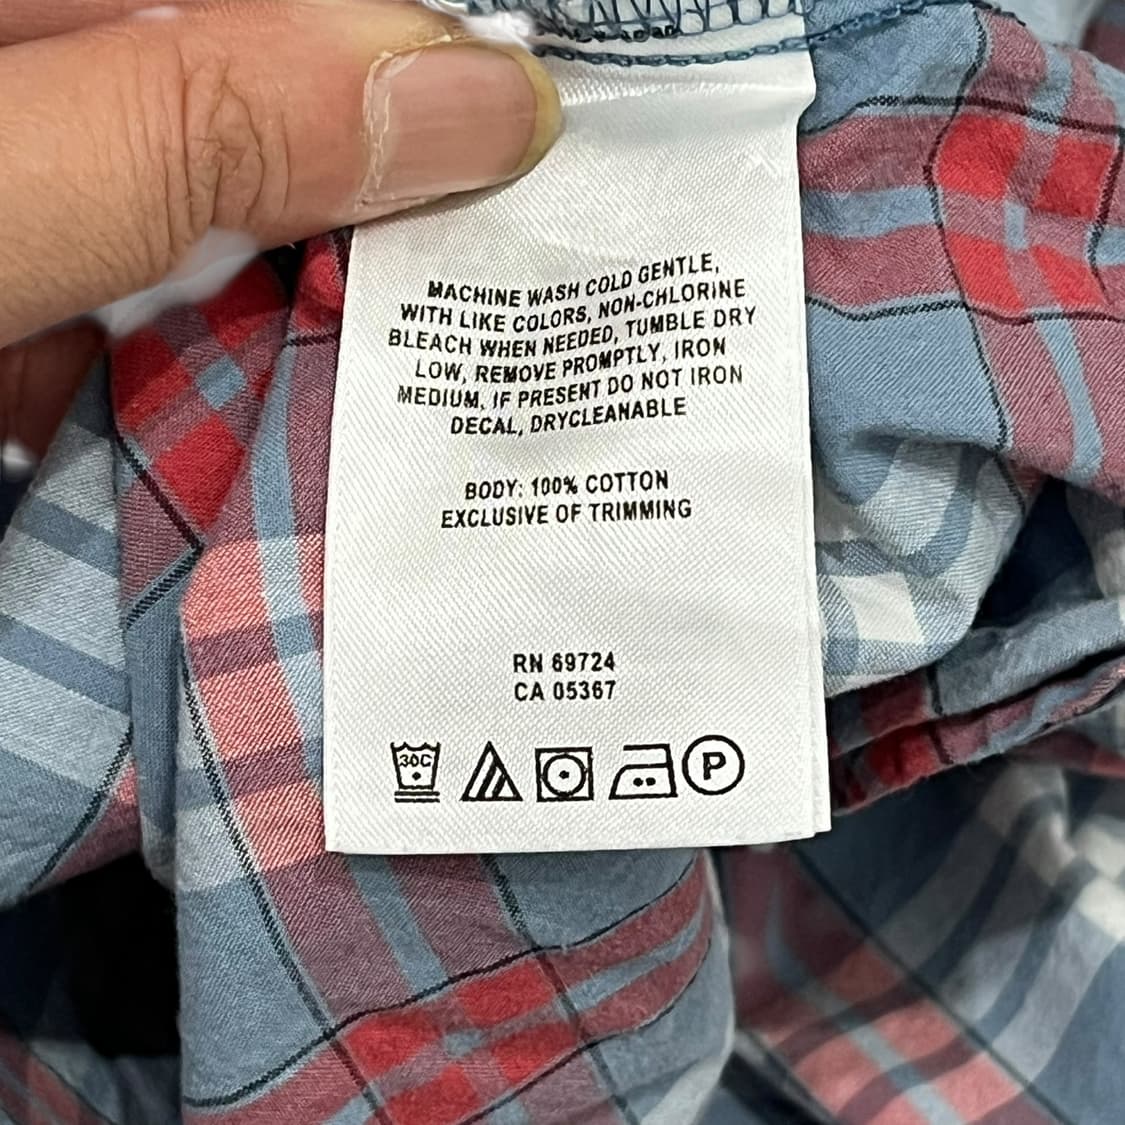 MACHINE WASH COLD GENTLE,
WITH LIKE COLORS, NON-CHLORINE
BLEACH WHEN NEEDED, TUMBLE DRY
LOW, REMOVE PROMPTLY, IRON
MEDIUM, IF PRESENT DO NOT IRON
DECAL, DRYCLEANABLE
BODY: 100% COTTON
EXCLUSIVE OF TRIMMING
RN 69724
CA 05367
30C P